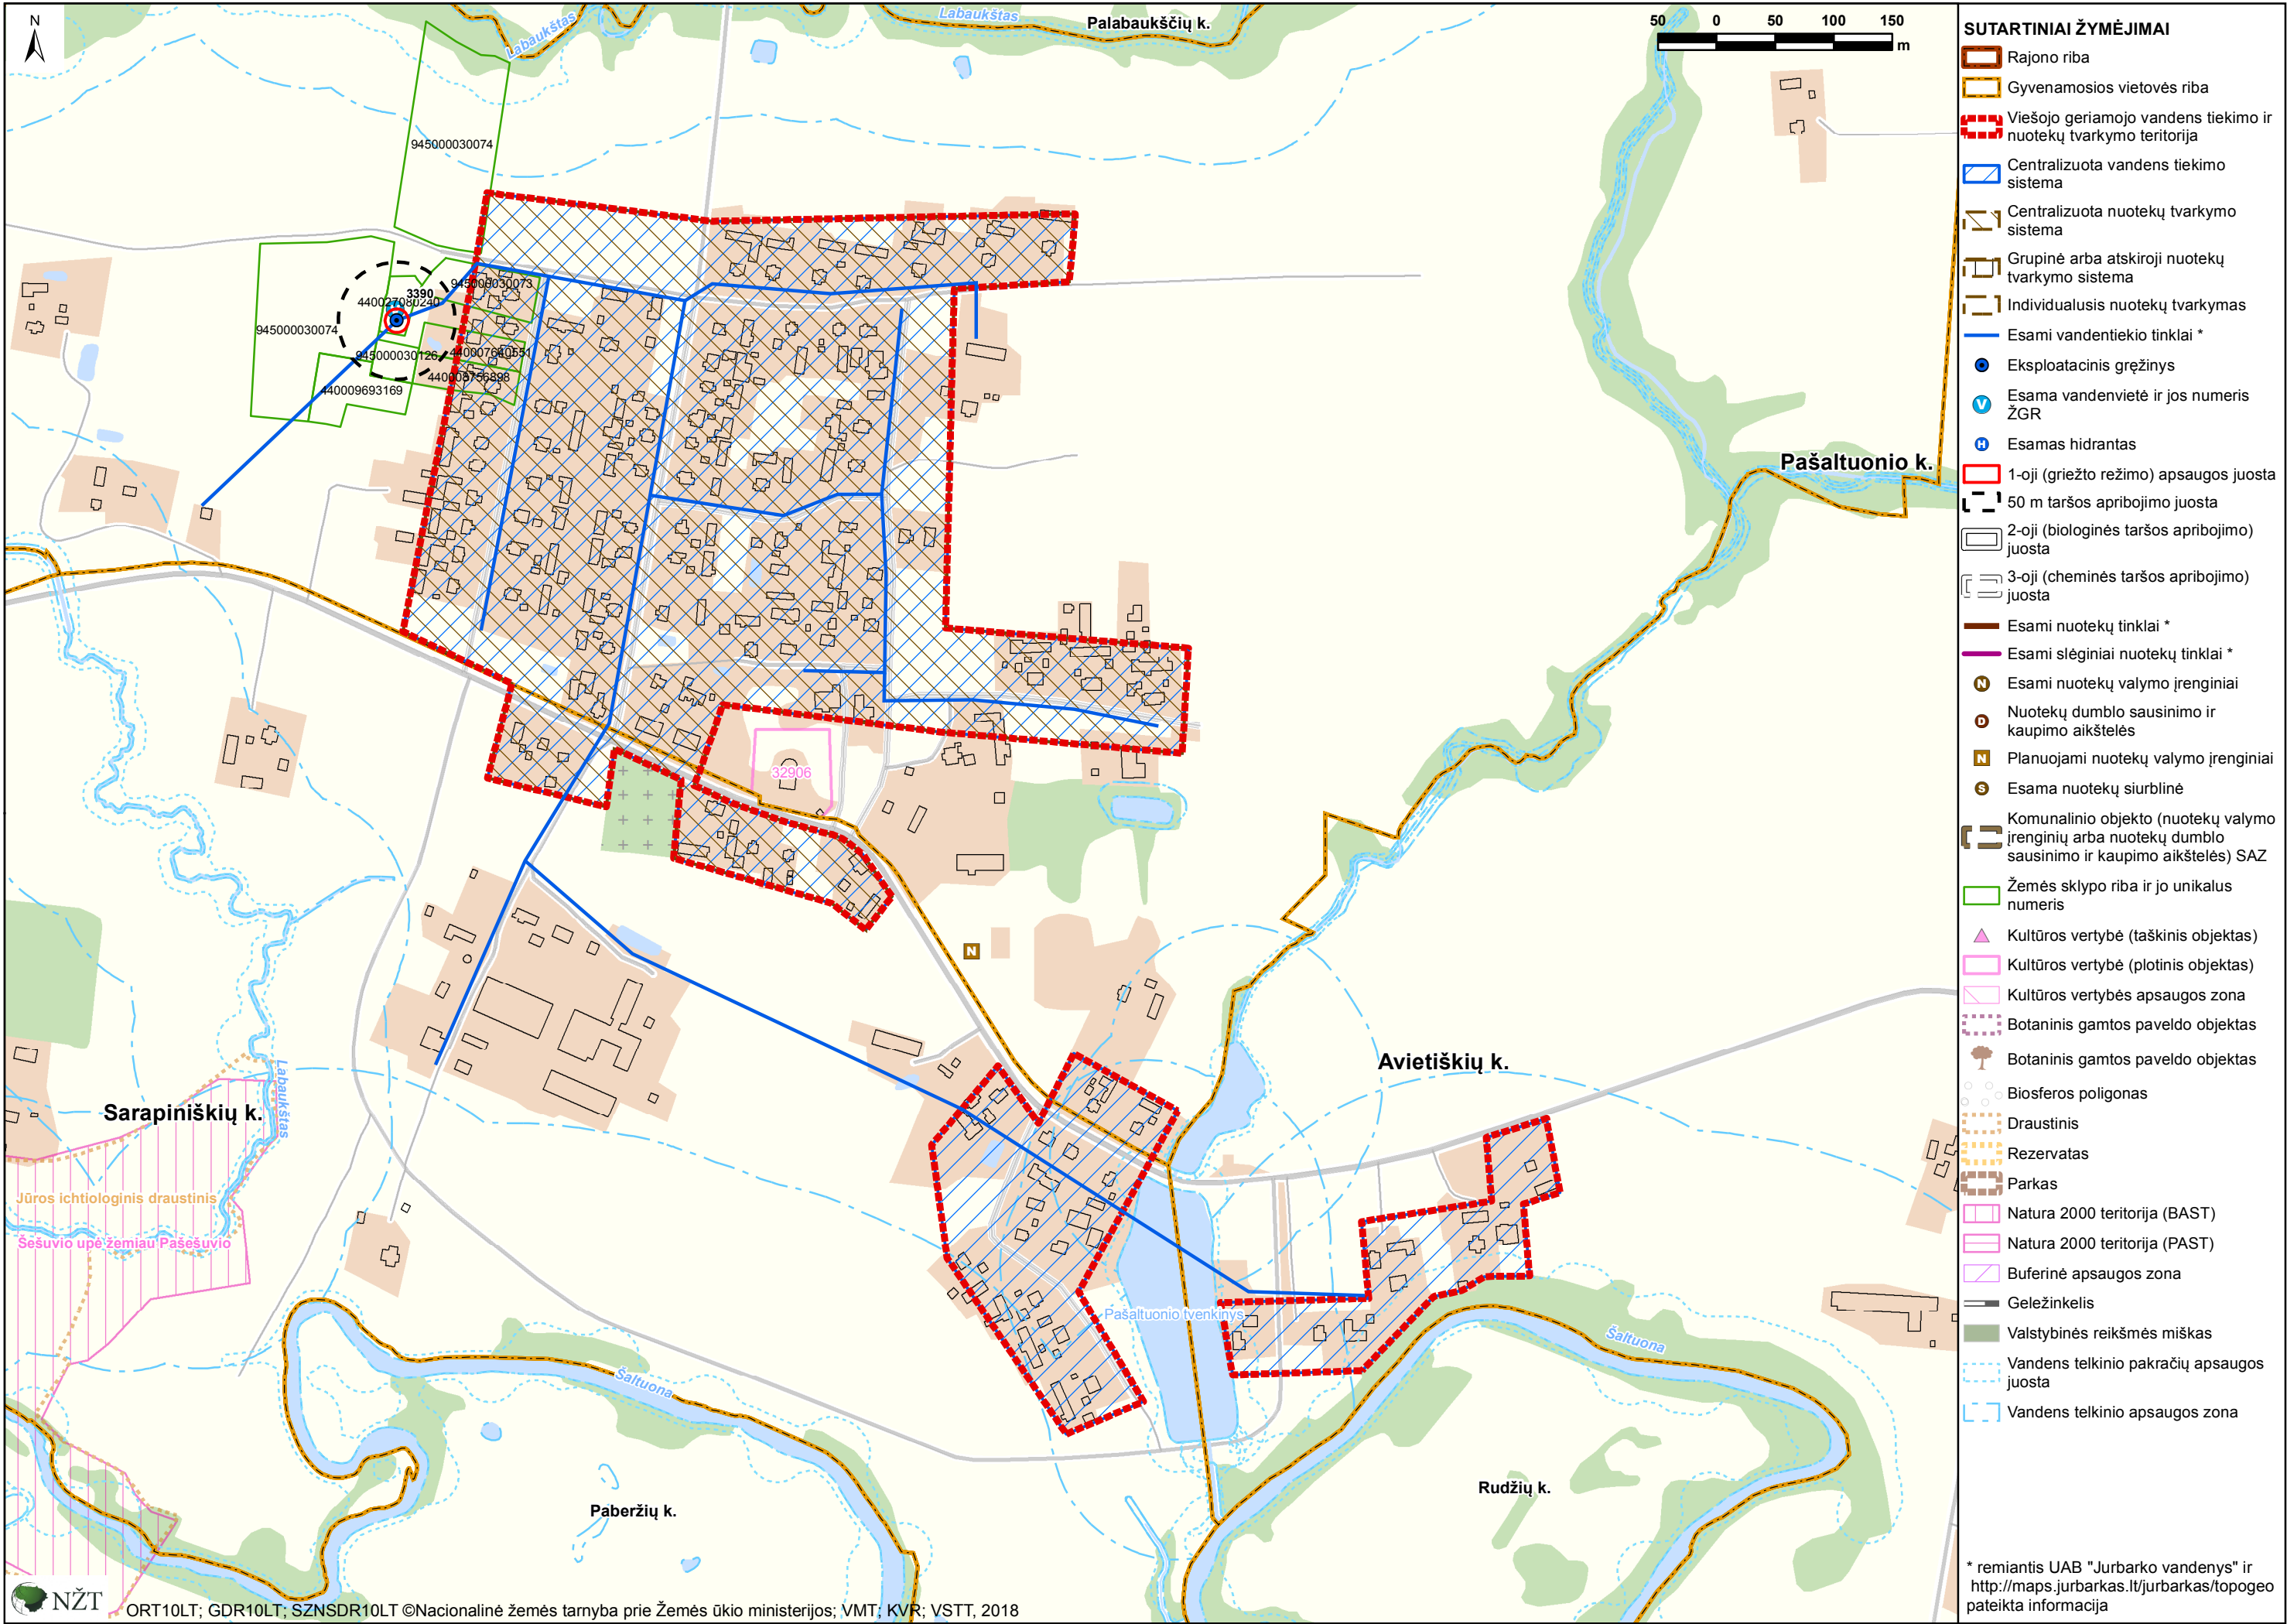 N
Labaukštas
Labaukštas
Palabaukščių k.
50 0 50 100 150
m
945000030074
945000030073
3390
440027080240
945000030074
945000030126
440007640551
440008756898
440009693169
Pašaltuonio k.
32906
N
Avietiškių k.
Sarapiniškių k.
Labaukštas
Jūros ichtiologinis draustinis
Šešuvio upė žemiau Pašešuvio
Pašaltuonio tvenkinys
Šaltuona
Šaltuona
Paberžių k.
Rudžių k.
NŽT
ORT10LT; GDR10LT; SZNSDR10LT ©Nacionalinė žemės tarnyba prie Žemės ūkio ministerijos; VMT; KVR; VSTT, 2018
SUTARTINIAI ŽYMĖJIMAI
Rajono riba
Gyvenamosios vietovės riba
Viešojo geriamojo vandens tiekimo ir
nuotekų tvarkymo teritorija
Centralizuota vandens tiekimo
sistema
Centralizuota nuotekų tvarkymo
sistema
Grupinė arba atskiroji nuotekų
tvarkymo sistema
Individualusis nuotekų tvarkymas
Esami vandentiekio tinklai *
Eksploatacinis gręžinys
V
Esama vandenvietė ir jos numeris
ŽGR
H
Esamas hidrantas
1-oji (griežto režimo) apsaugos juosta
50 m taršos apribojimo juosta
2-oji (biologinės taršos apribojimo)
juosta
3-oji (cheminės taršos apribojimo)
juosta
Esami nuotekų tinklai *
Esami slėginiai nuotekų tinklai *
N
Esami nuotekų valymo įrenginiai
D
Nuotekų dumblo sausinimo ir
kaupimo aikštelės
N
Planuojami nuotekų valymo įrenginiai
S
Esama nuotekų siurblinė
Komunalinio objekto (nuotekų valymo
įrenginių arba nuotekų dumblo
sausinimo ir kaupimo aikštelės) SAZ
Žemės sklypo riba ir jo unikalus
numeris
Kultūros vertybė (taškinis objektas)
Kultūros vertybė (plotinis objektas)
Kultūros vertybės apsaugos zona
Botaninis gamtos paveldo objektas
Botaninis gamtos paveldo objektas
Biosferos poligonas
Draustinis
Rezervatas
Parkas
Natura 2000 teritorija (BAST)
Natura 2000 teritorija (PAST)
Buferinė apsaugos zona
Geležinkelis
Valstybinės reikšmės miškas
Vandens telkinio pakračių apsaugos
juosta
Vandens telkinio apsaugos zona
* remiantis UAB "Jurbarko vandenys" ir
http://maps.jurbarkas.lt/jurbarkas/topogeo
pateikta informacija